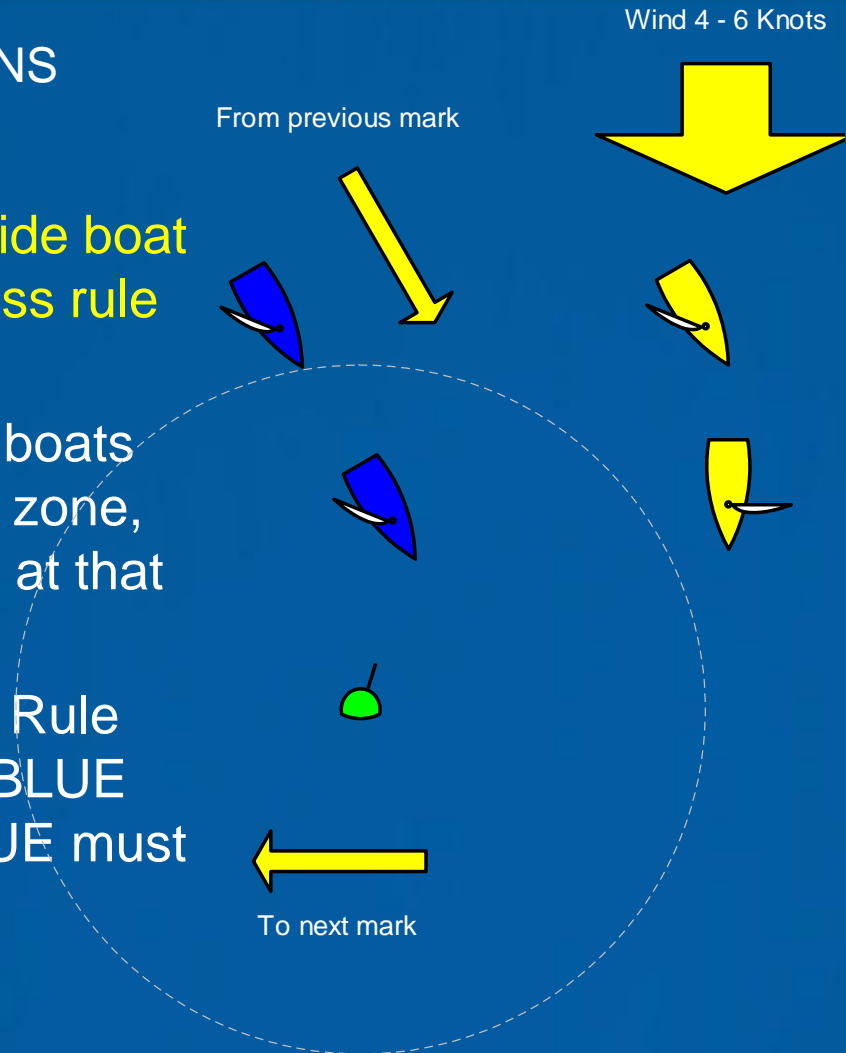 Wind 4 - 6 Knots
NS
From previous mark
ide boat
ss rule
boats
zone,
at that
Rule
BLUE
UE must
To next mark